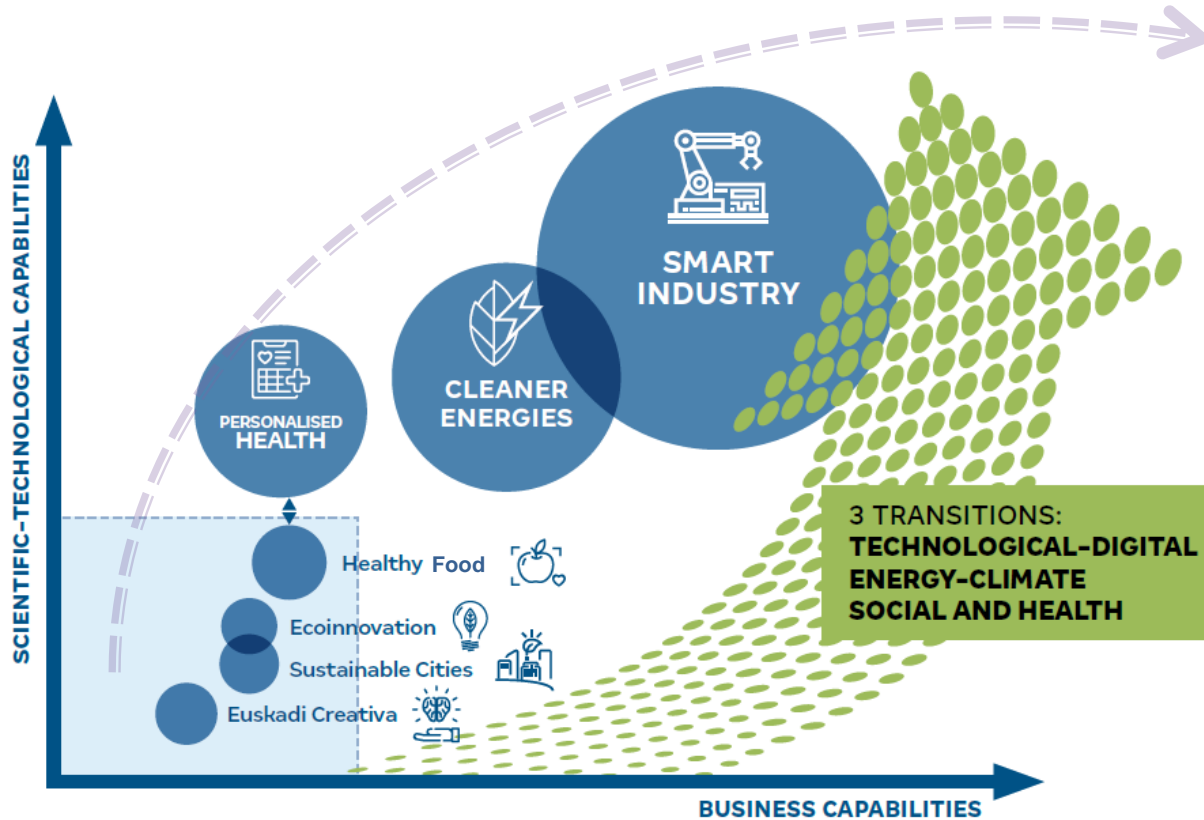 SCIENTIFIC-TECHNOLOGICAL CAPABILITIES
SMART
INDUSTRY
CLEANER
ENERGIES
PERSONALISED
HEALTH
3 TRANSITIONS:
TECHNOLOGICAL-DIGITAL
ENERGY-CLIMATE
SOCIAL AND HEALTH
Healthy Food
Ecoinnovation
Sustainable Cities
Euskadi Creativa
BUSINESS CAPABILITIES